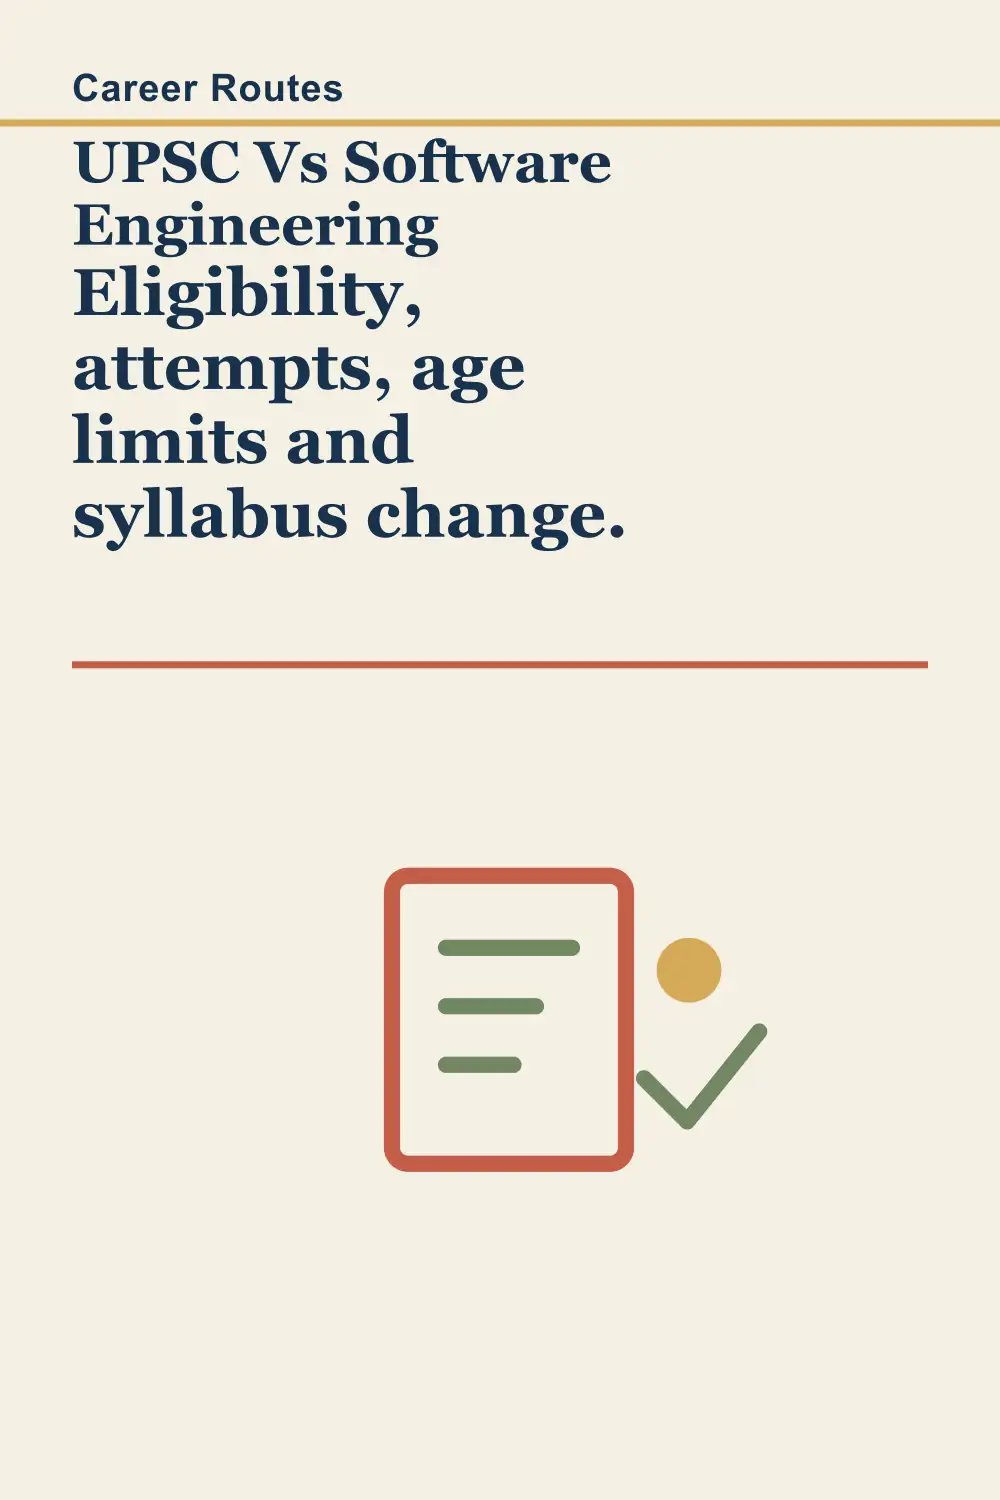 Career Routes
UPSC Vs Software
Engineering
Eligibility,
attempts, age
limits and
syllabus change.